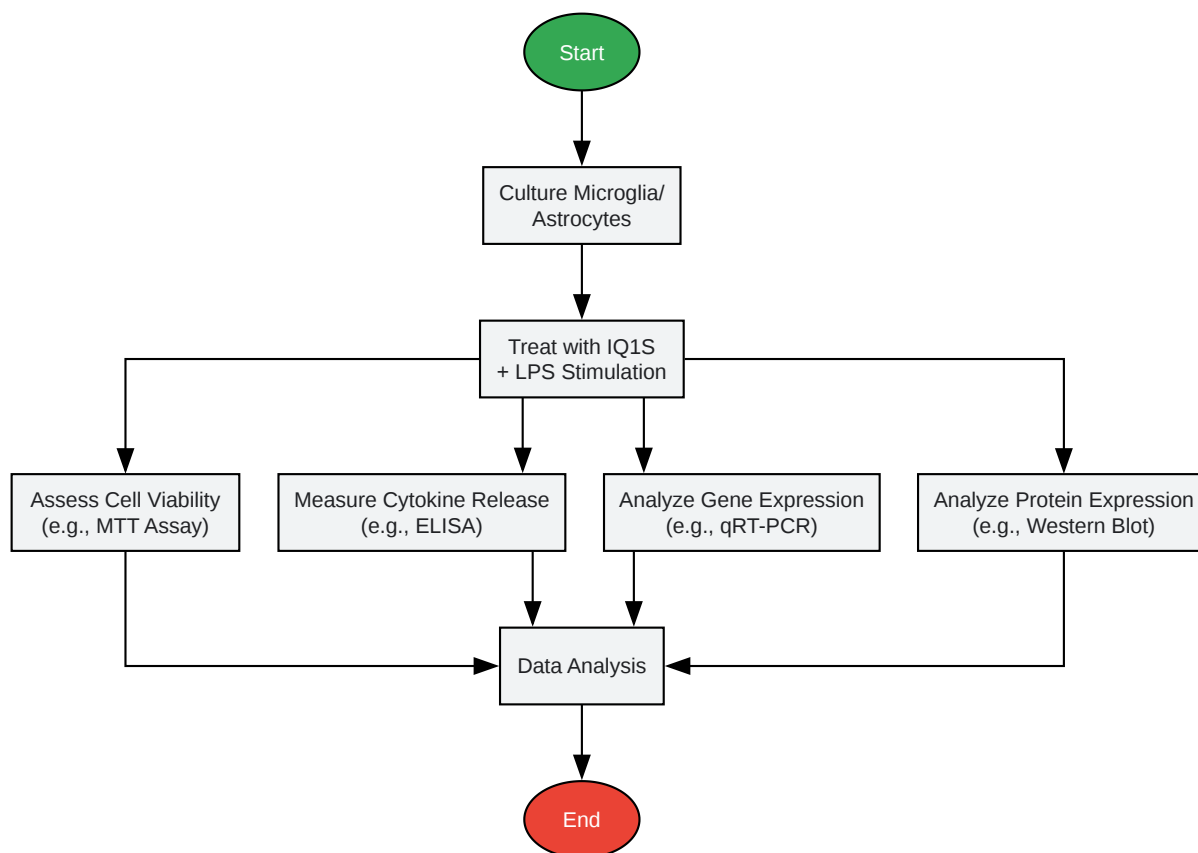 Start
Culture Microglia/
Astrocytes
Treat with IQ1S
+ LPS Stimulation
Assess Cell Viability
(e.g., MTT Assay)
Measure Cytokine Release
(e.g., ELISA)
Analyze Gene Expression
(e.g., qRT-PCR)
Analyze Protein Expression
(e.g., Western Blot)
Data Analysis
End